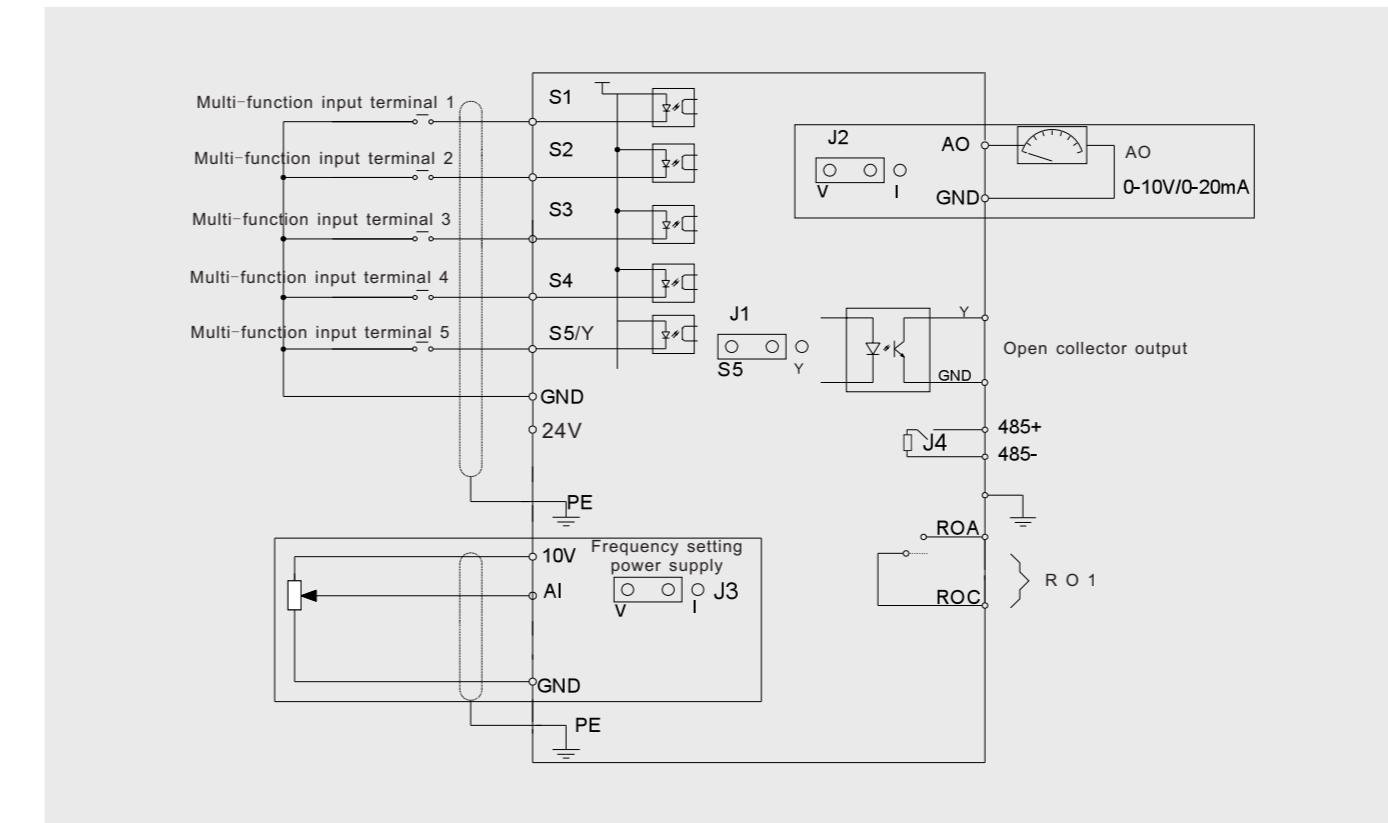 Multi-function input terminal 1
S1
Multi-function input terminal 2
S2
Multi-function input terminal 3
S3
Multi-function input terminal 4
S4
Multi-function input terminal 5
S5/Y
GND
24V
PE
J2
V
I
AO
GND
AO
0-10V/0-20mA
J1
S5
Y
Y
GND
Open collector output
J4
485+
485-
ROA
ROC
RO1
10V
Frequency setting
power supply
AI
V
I
J3
GND
PE